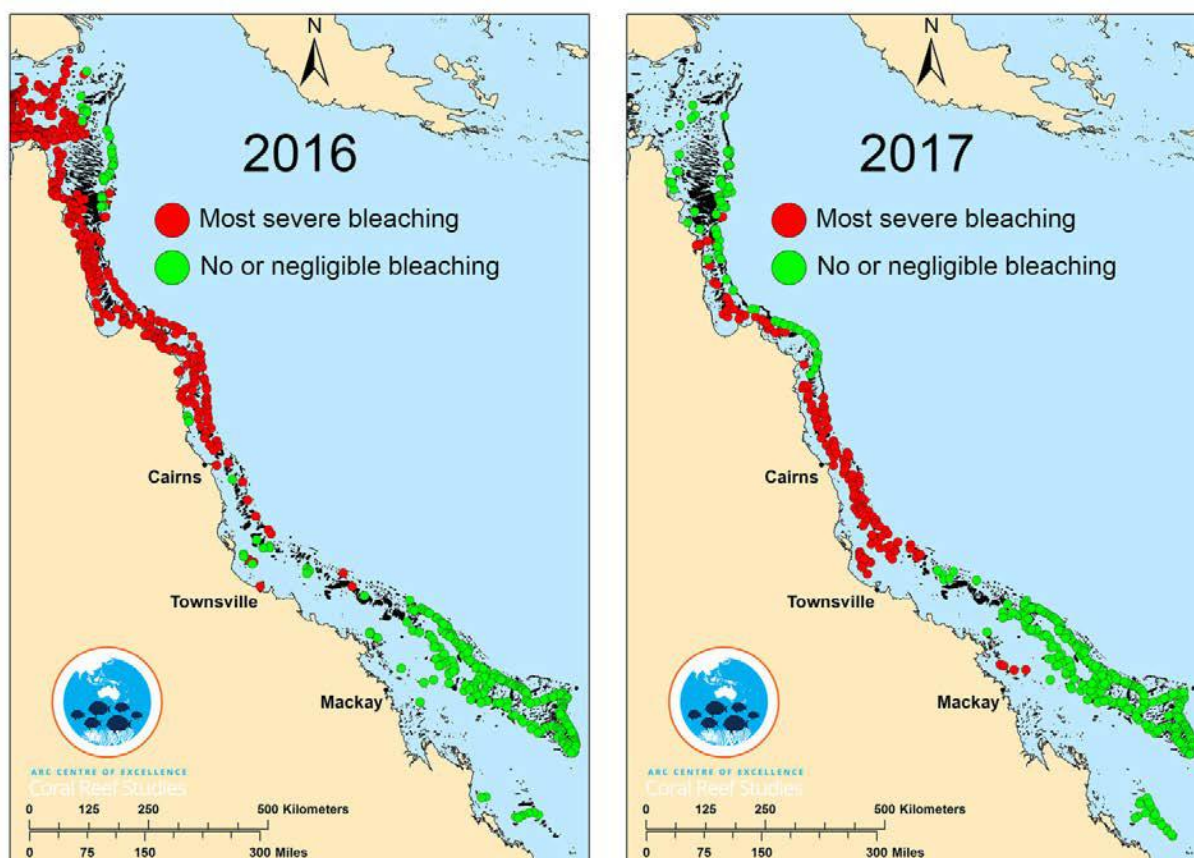 N
2016
Most severe bleaching
No or negligible bleaching
Cairns
Townsville
Mackay
ARC CENTRE OF EXCELLENCE
Coral Reef Studies
0 125 250 500 Kilometers
0 75 150 300 Miles
N
2017
Most severe bleaching
No or negligible bleaching
Cairns
Townsville
Mackay
ARC CENTRE OF EXCELLENCE
Coral Reef Studies
0 125 250 500 Kilometers
0 75 150 300 Miles